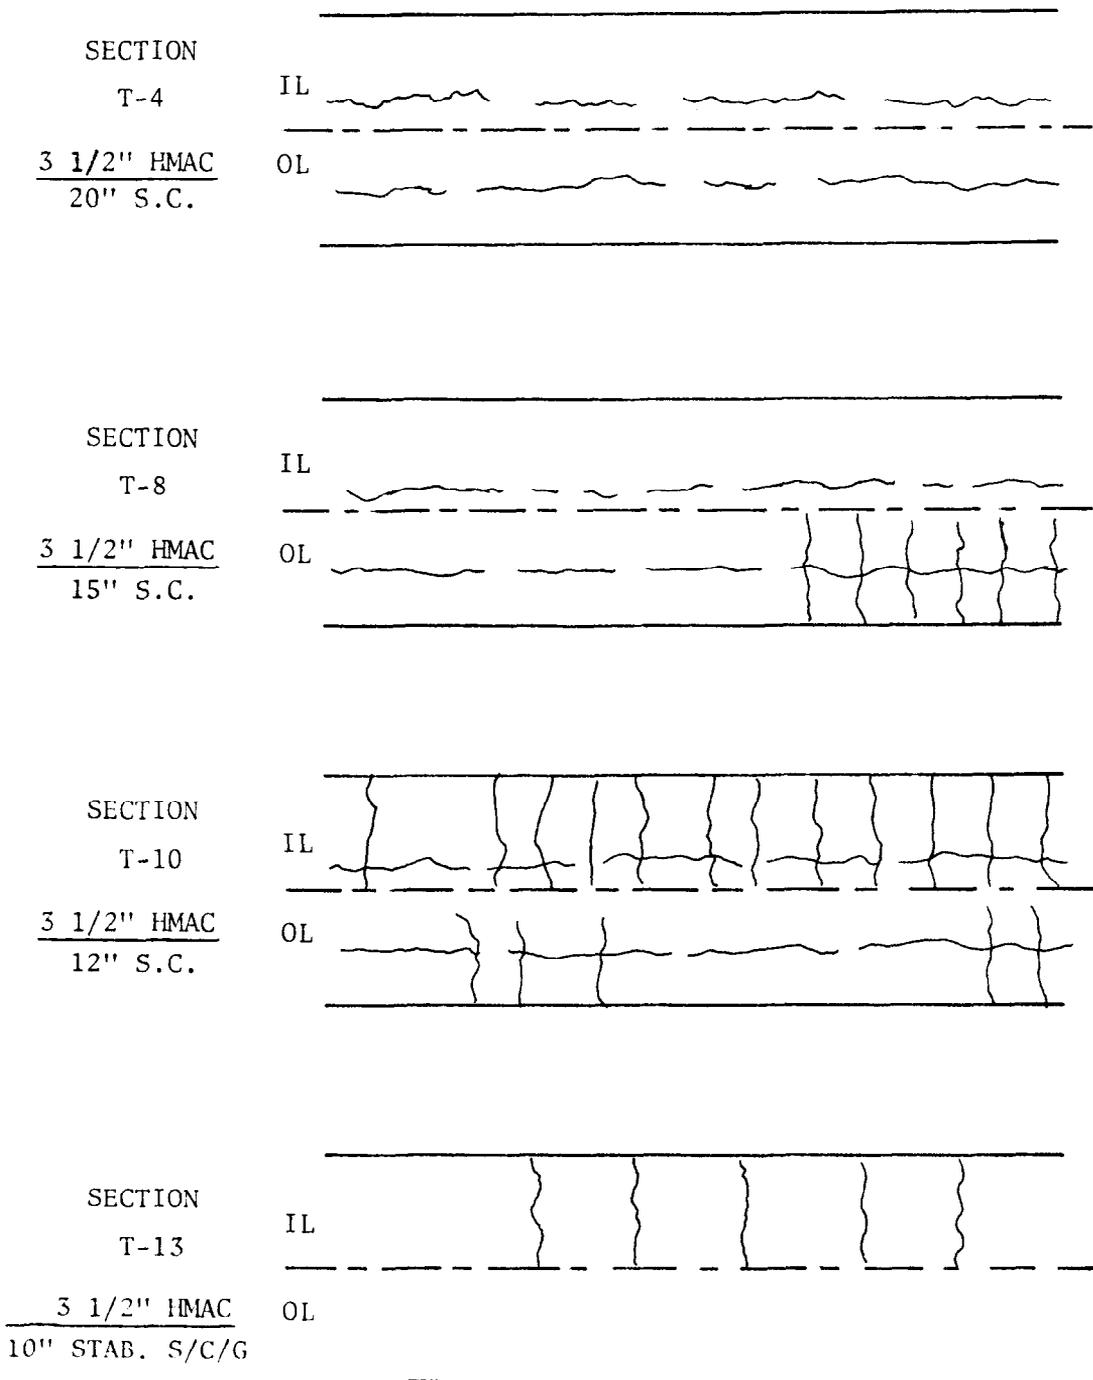 SECTION
T-4
IL
3 1/2" HMAC
20" S.C.
OL
SECTION
T-8
IL
3 1/2" HMAC
15" S.C.
OL
SECTION
T-10
IL
3 1/2" HMAC
12" S.C.
OL
SECTION
T-13
IL
3 1/2" HMAC
10" STAB. S/C/G
OL